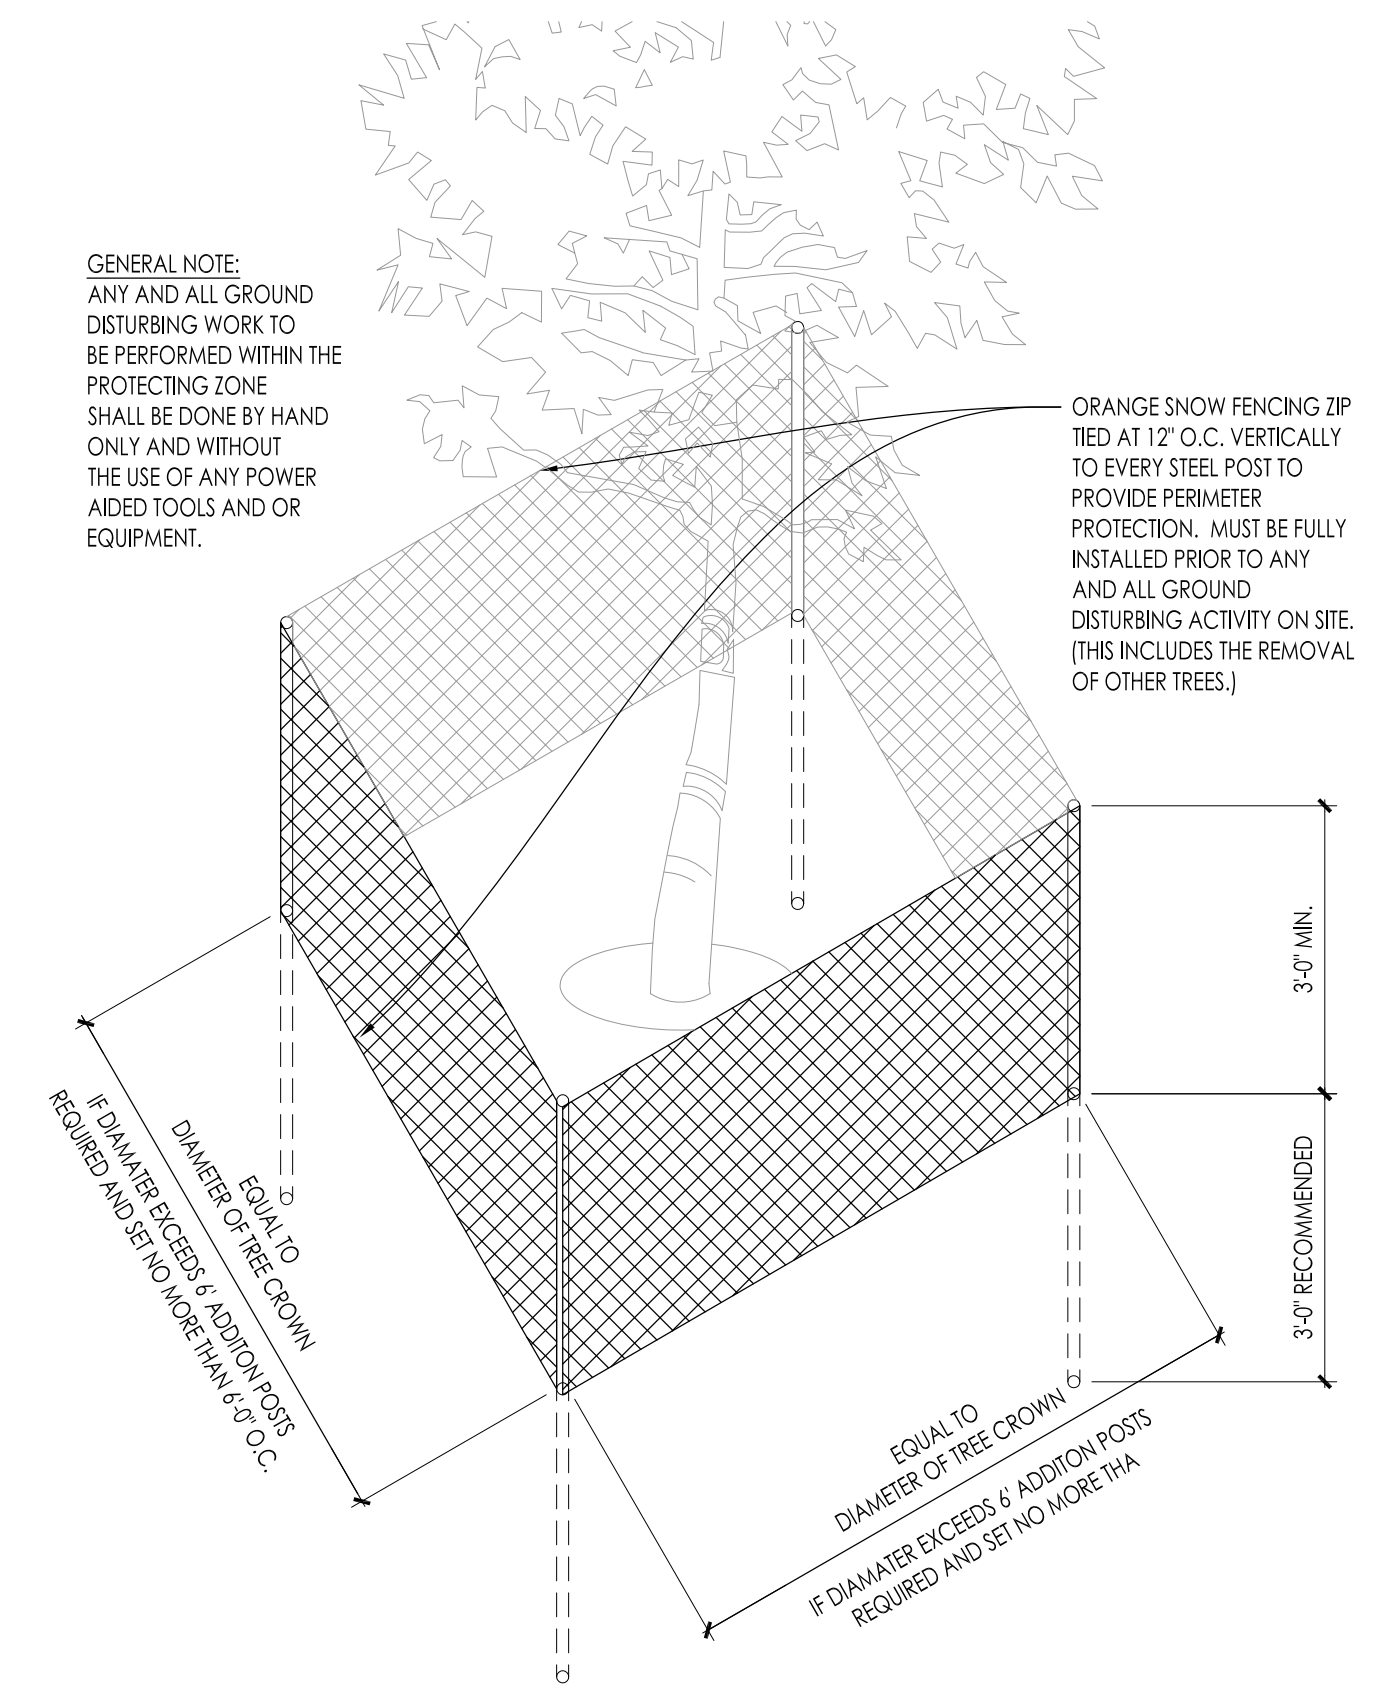 GENERAL NOTE:
ANY AND ALL GROUND
DISTURBING WORK TO
BE PERFORMED WITHIN THE
PROTECTING ZONE
SHALL BE DONE BY HAND
ONLY AND WITHOUT
THE USE OF ANY POWER
AIDED TOOLS AND OR
EQUIPMENT.
ORANGE SNOW FENCING ZIP
TIED AT 12" O.C. VERTICALLY
TO EVERY STEEL POST TO
PROVIDE PERIMETER
PROTECTION. MUST BE FULLY
INSTALLED PRIOR TO ANY
AND ALL GROUND
DISTURBING ACTIVITY ON SITE.
(THIS INCLUDES THE REMOVAL
OF OTHER TREES.)
3'-0" MIN.
3'-0" RECOMMENDED
EQUAL TO
DIAMETER OF TREE CROWN
IF DIAMATER EXCEEDS 6' ADDITON POSTS
REQUIRED AND SET NO MORE THAN 6'-0" O.C.
EQUAL TO
DIAMETER OF TREE CROWN
IF DIAMATER EXCEEDS 6' ADDITON POSTS
REQUIRED AND SET NO MORE THA